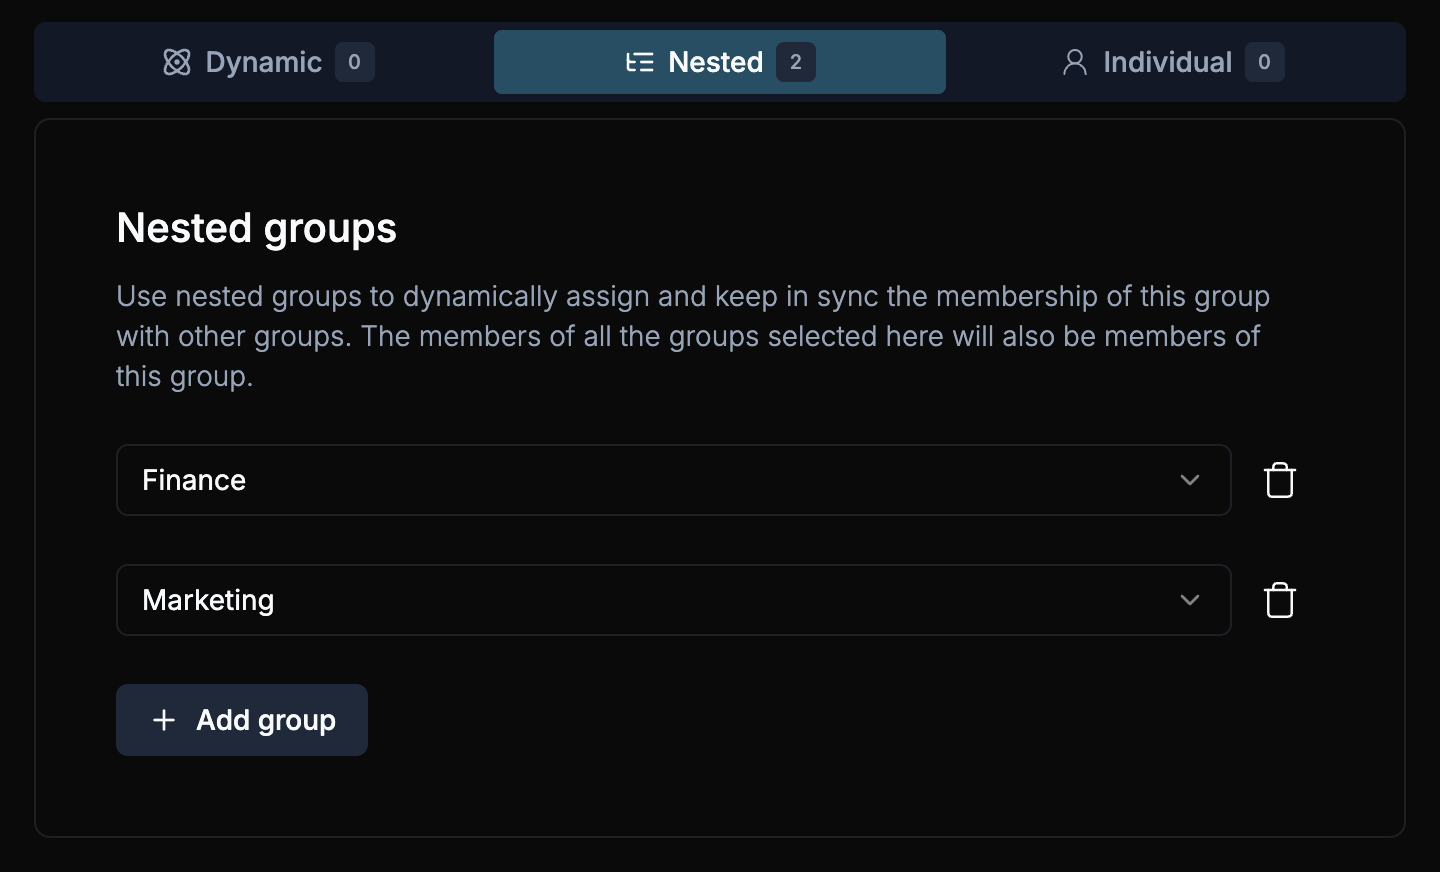 Dynamic 0 Nested 2 Individual 0
Nested groups
Use nested groups to dynamically assign and keep in sync the membership of this group
with other groups. The members of all the groups selected here will also be members of
this group.
Finance
Marketing
Add group